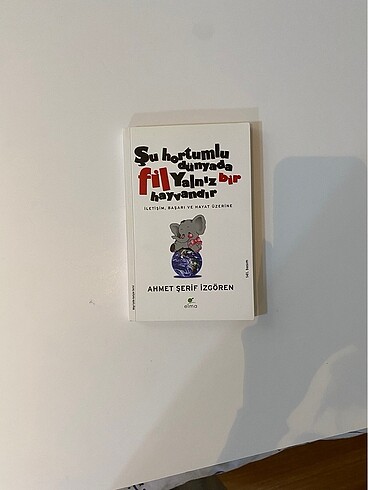 Şu hortumlu
dünyada
fil Yalnız bir
hayvandır
İLETİŞİM, BAŞARI VE HAYAT ÜZERİNE
AHMET ŞERİF İZGÖREN
elma